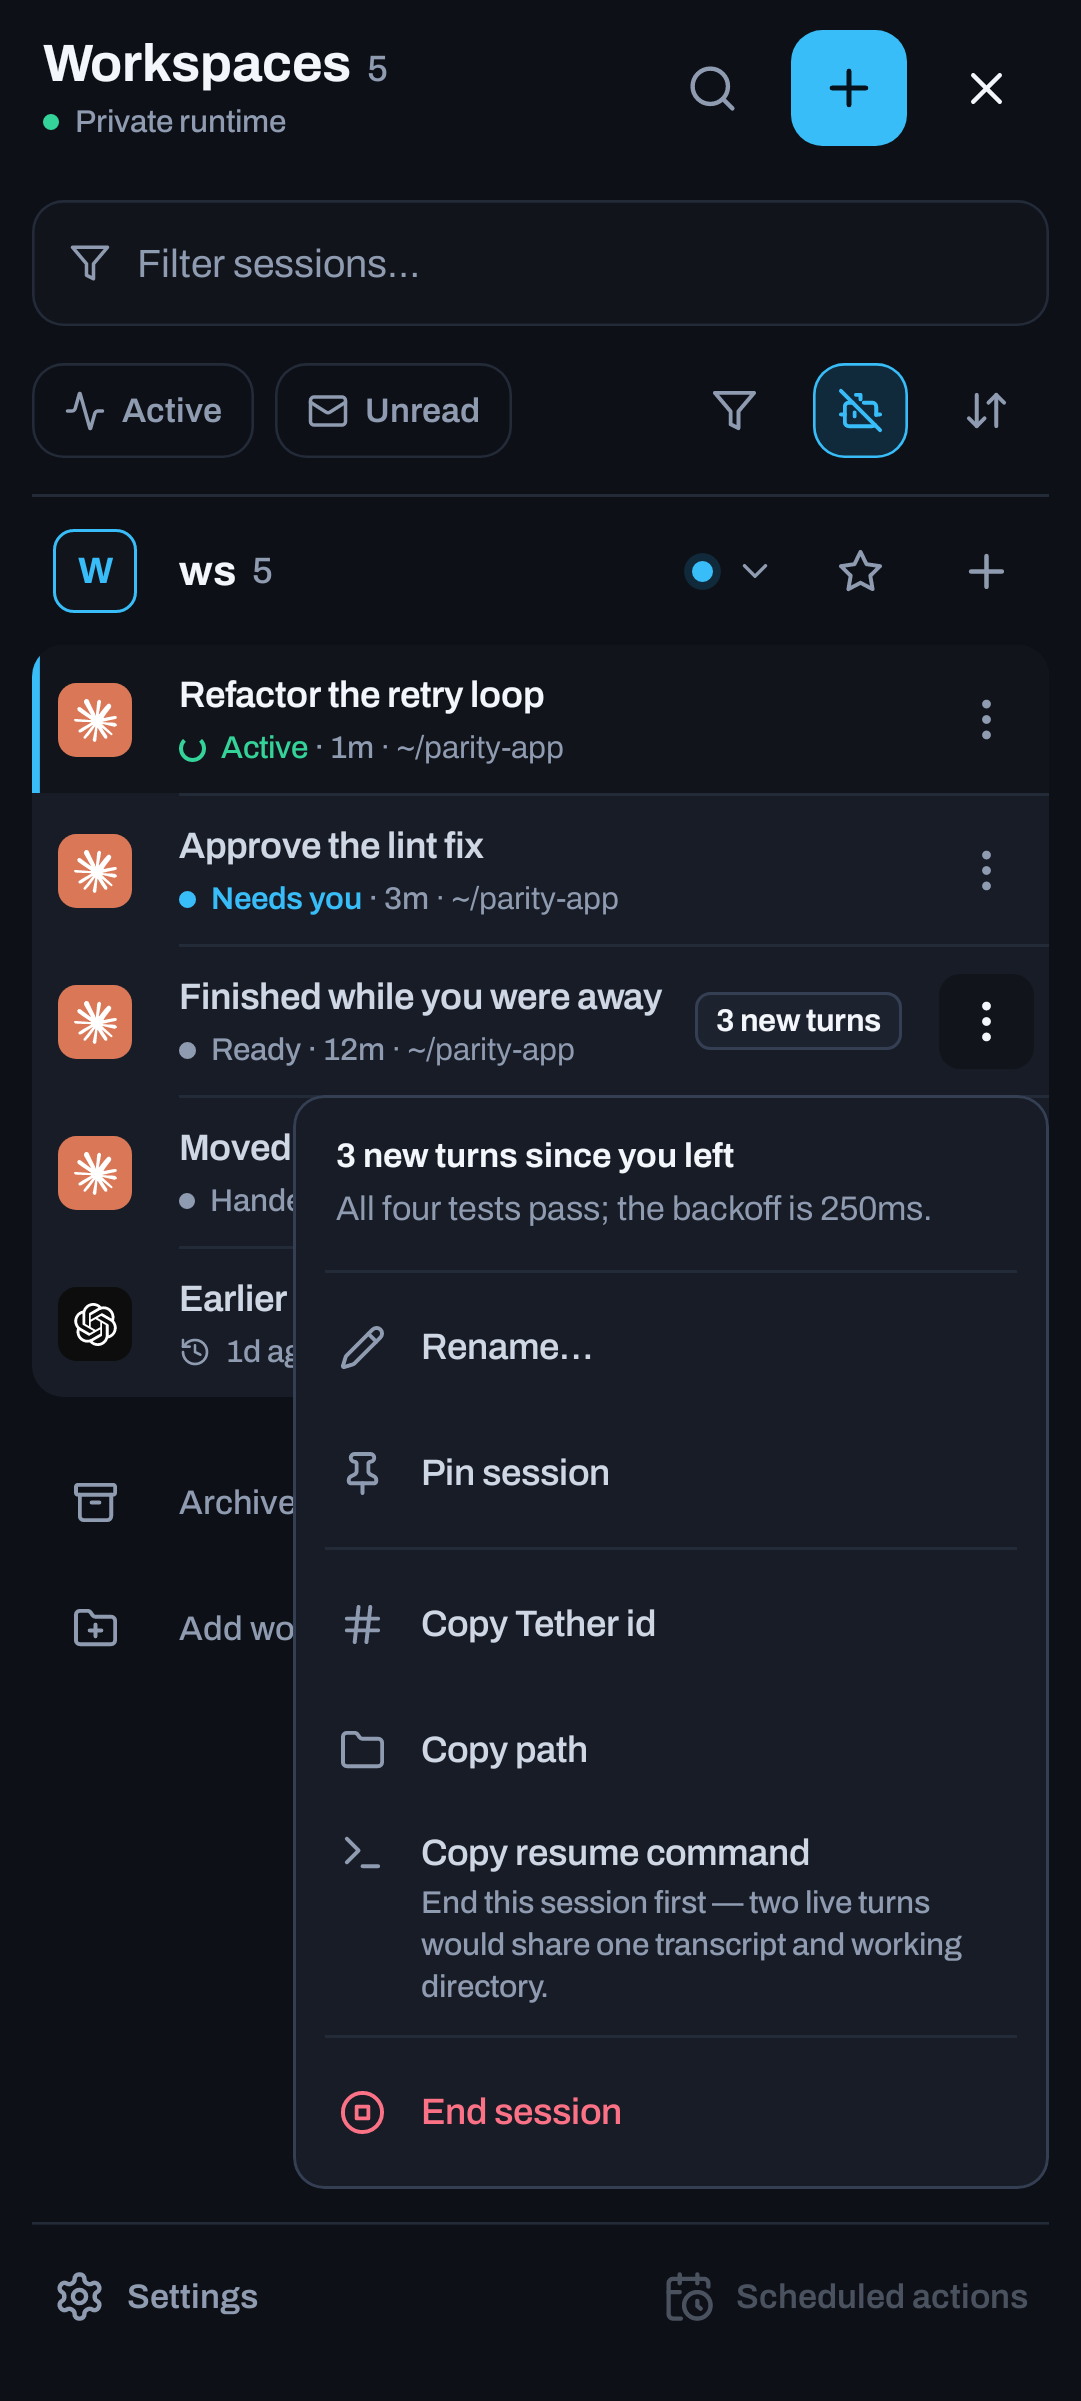 Workspaces 5
Private runtime
Filter sessions...
Active
Unread
W
ws 5
Refactor the retry loop
Active · 1m · ~/parity-app
Approve the lint fix
Needs you · 3m · ~/parity-app
Finished while you were away
3 new turns
Ready · 12m · ~/parity-app
Moved
Hande
3 new turns since you left
All four tests pass; the backoff is 250ms.
Earlier
1d ag
Rename...
Pin session
Archive
Copy Tether id
Add wo
Copy path
Copy resume command
End this session first — two live turns
would share one transcript and working
directory.
End session
Settings
Scheduled actions